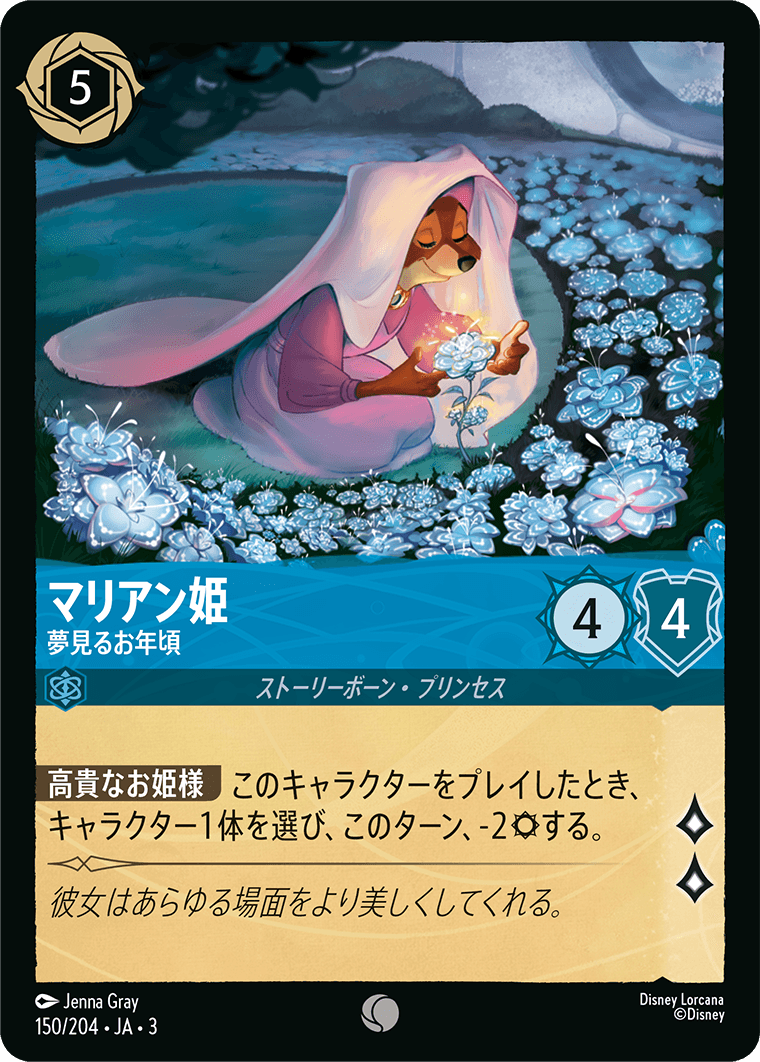 5
マリアン姫
夢見るお年頃
4
4
ストーリーボーン・プリンセス
高貴なお姫様 このキャラクターをプレイしたとき、
キャラクター1体を選び、このターン、-2する。
彼女はあらゆる場面をより美しくしてくれる。
Jenna Gray
150/204・JA・3
Disney Lorcana
©Disney